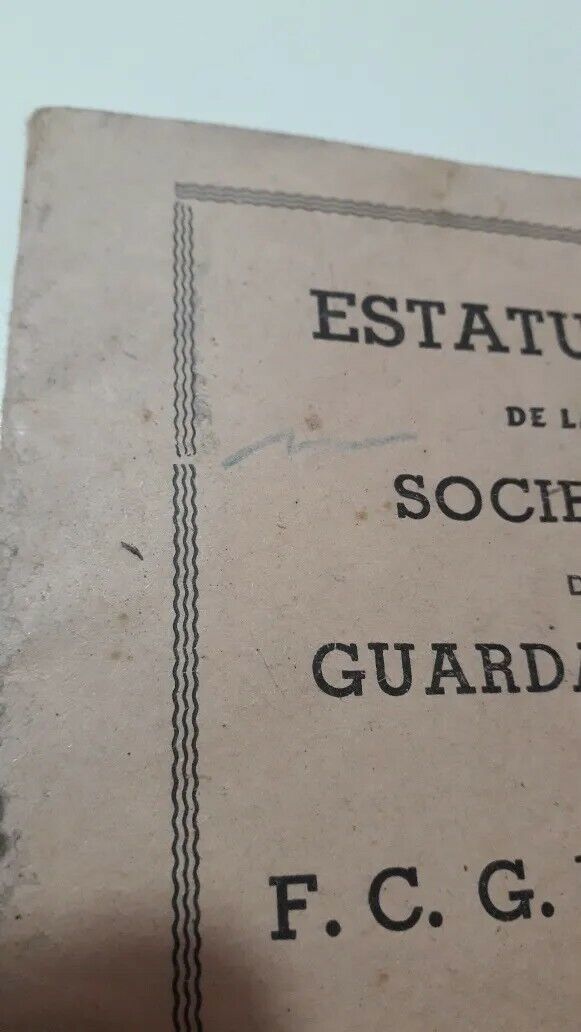 ESTATU
DE LA
SOCIE
D
GUARDA
F. C. G.